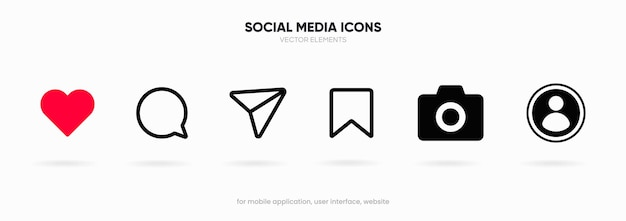 SOCIAL MEDIA ICONS
VECTOR ELEMENTS
for mobile application, user interface, website